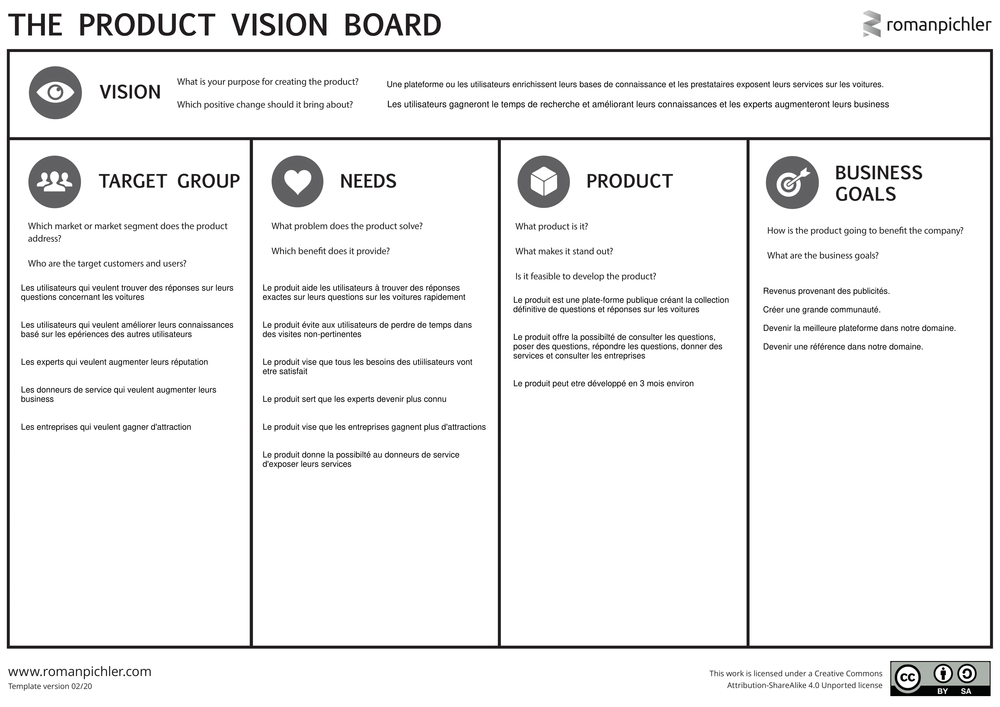 THE PRODUCT VISION BOARD
romanpichler
VISION
What is your purpose for creating the product?
Une plateforme ou les utilisateurs enrichissent leurs bases de connaissance et les prestataires exposent leurs services sur les voitures.
Which positive change should it bring about?
Les utilisateurs gagneront le temps de recherche et améliorant leurs connaissances et les experts augmenteront leurs business
TARGET GROUP
Which market or market segment does the product
address?
Who are the target customers and users?
Les utilisateurs qui veulent trouver des réponses sur leurs
questions concernant les voitures
Les utilisateurs qui veulent améliorer leurs connaissances
basé sur les epériences des autres utilisateurs
Les experts qui veulent augmenter leurs réputation
Les donneurs de service qui veulent augmenter leurs
business
Les entreprises qui veulent gagner d'attraction
NEEDS
What problem does the product solve?
Which benefit does it provide?
Le produit aide les utilisateurs à trouver des réponses
exactes sur leurs questions sur les voitures rapidement
Le produit évite aux utilisateurs de perdre de temps dans
des visites non-pertinentes
Le produit vise que tous les besoins des utiilisateurs vont
etre satisfait
Le produit sert que les experts devenir plus connu
Le produit vise que les entreprises gagnent plus d'attractions
Le produit donne la possibilté au donneurs de service
d'exposer leurs services
PRODUCT
What product is it?
What makes it stand out?
Is it feasible to develop the product?
Le produit est une plate-forme publique créant la collection
définitive de questions et réponses sur les voitures
Le produit offre la possibilté de consulter les questions,
poser des questions, répondre les questions, donner des
services et consulter les entreprises
Le produit peut etre développé en 3 mois environ
BUSINESS
GOALS
How is the product going to benefit the company?
What are the business goals?
Revenus provenant des publicités.
Créer une grande communauté.
Devenir la meilleure plateforme dans notre domaine.
Devenir une référence dans notre domaine.
www.romanpichler.com
Template version 02/20
This work is licensed under a Creative Commons
Attribution-ShareAlike 4.0 Unported license
cc
BY SA